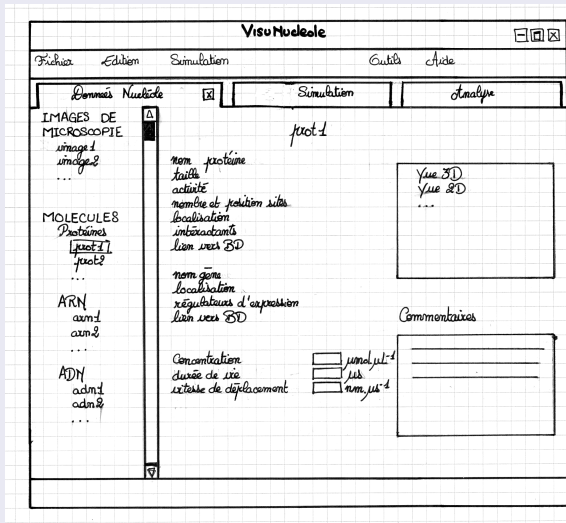 VisuNucleole
Fichier Edition Simulation Outils Aide
Données Nucléole X Simulation Analyse
IMAGES DE
MICROSCOPIE
image1
image2
...
MOLECULES
Protéines
prot1
prot2
...
ARN
arn1
arn2
...
ADN
adn1
adn2
...
prot1
nom protéine
taille
activité
nombre et position sites
localisation
intéractants
lien vers BD
nom gène
localisation
régulateurs d'expression
lien vers BD
Concentration µmol,µL-1
durée de vie µs
vitesse de déplacement nm,µs-1
Vue 3D
Vue 2D
...
Commentaires